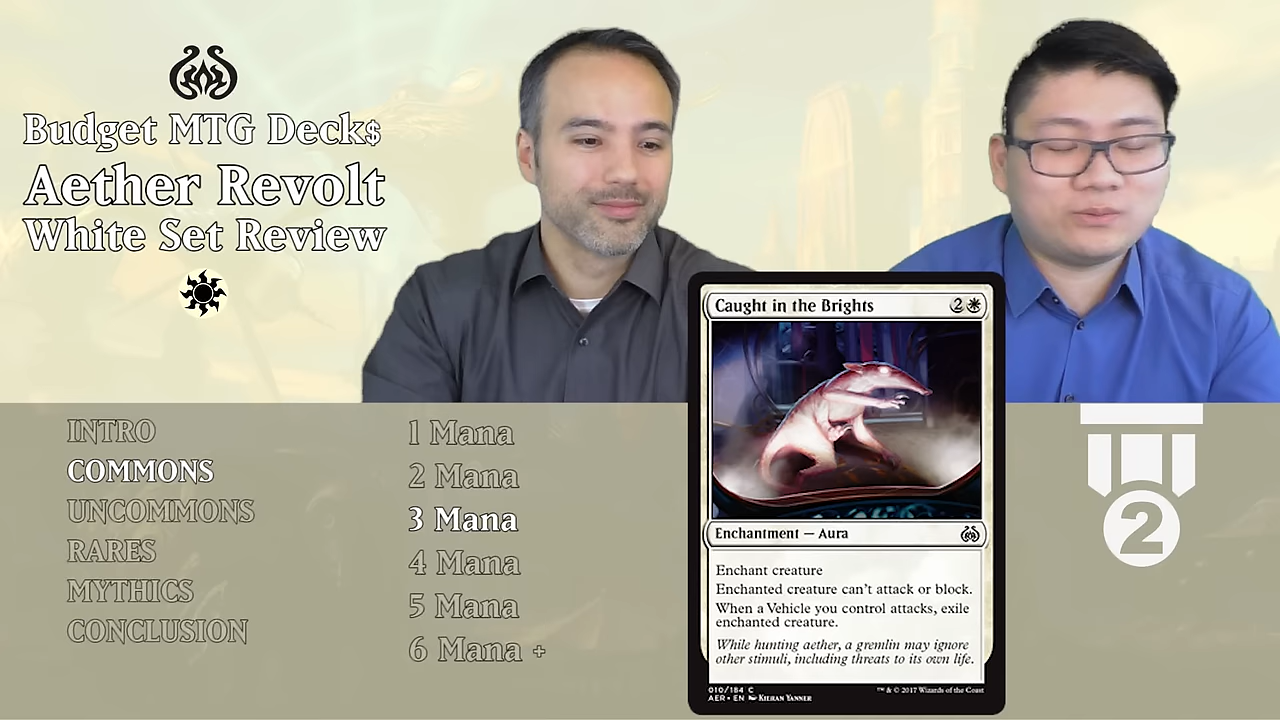 Budget MTG Deck$
Aether Revolt
White Set Review
INTRO
COMMONS
UNCOMMONS
RARES
MYTHICS
CONCLUSION
1 Mana
2 Mana
3 Mana
4 Mana
5 Mana
6 Mana +
Caught in the Brights 2
Enchantment — Aura
Enchant creature
Enchanted creature can't attack or block.
When a Vehicle you control attacks, exile
enchanted creature.
While hunting aether, a gremlin may ignore
other stimuli, including threats to its own life.
010/184 C
AER • EN Kieran Yanner
™ & © 2017 Wizards of the Coast
2